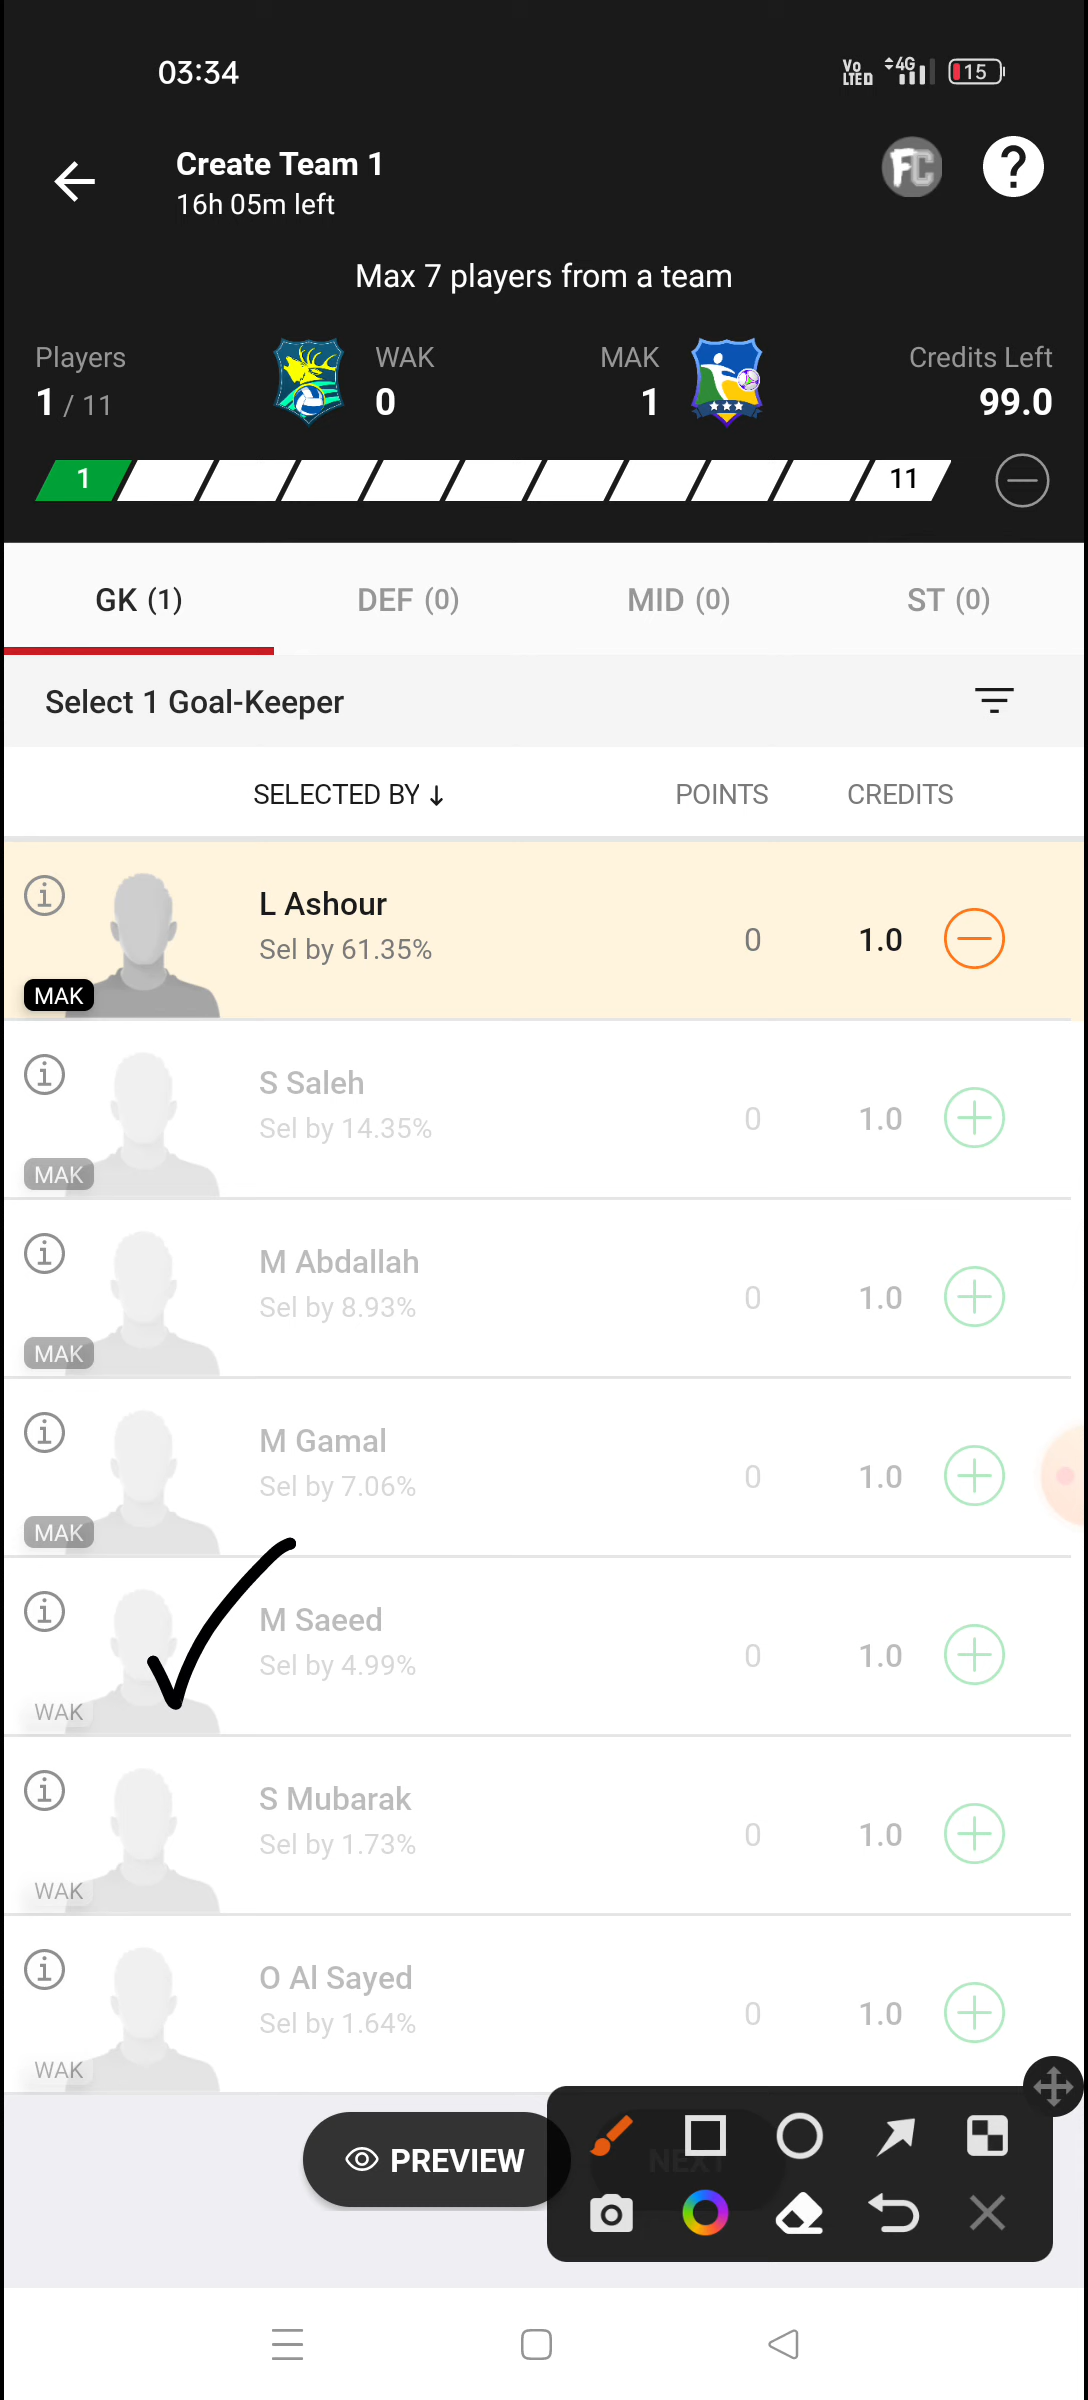 03:34
Vo LTE 4G 15
Create Team 1
16h 05m left
FC
?
Max 7 players from a team
Players
1 / 11
WAK
0
MAK
1
Credits Left
99.0
1
11
GK (1)
DEF (0)
MID (0)
ST (0)
Select 1 Goal-Keeper
SELECTED BY ↓
POINTS
CREDITS
L Ashour
Sel by 61.35%
0
1.0
MAK
S Saleh
Sel by 14.35%
0
1.0
MAK
M Abdallah
Sel by 8.93%
0
1.0
MAK
M Gamal
Sel by 7.06%
0
1.0
MAK
M Saeed
Sel by 4.99%
0
1.0
WAK
S Mubarak
Sel by 1.73%
0
1.0
WAK
O Al Sayed
Sel by 1.64%
0
1.0
WAK
PREVIEW
NEXT